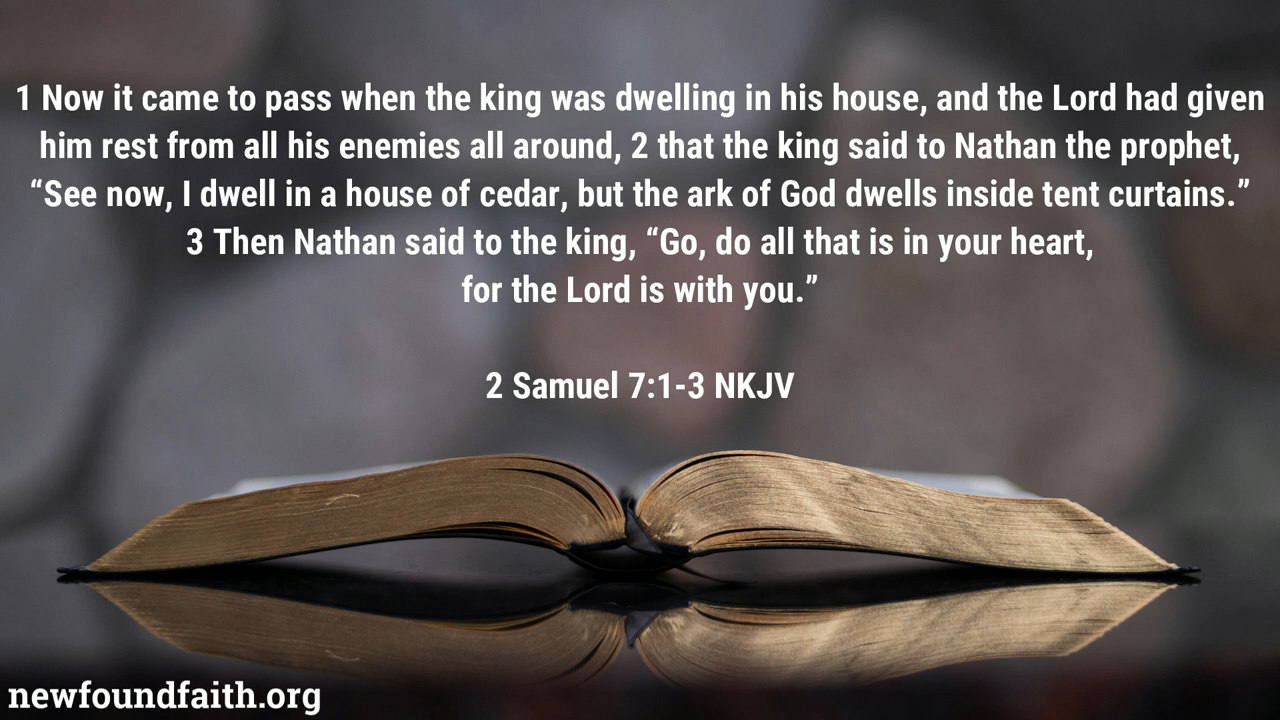 1 Now it came to pass when the king was dwelling in his house, and the Lord had given
him rest from all his enemies all around, 2 that the king said to Nathan the prophet,
“See now, I dwell in a house of cedar, but the ark of God dwells inside tent curtains.”
3 Then Nathan said to the king, “Go, do all that is in your heart,
for the Lord is with you.”
2 Samuel 7:1-3 NKJV
newfoundfaith.org